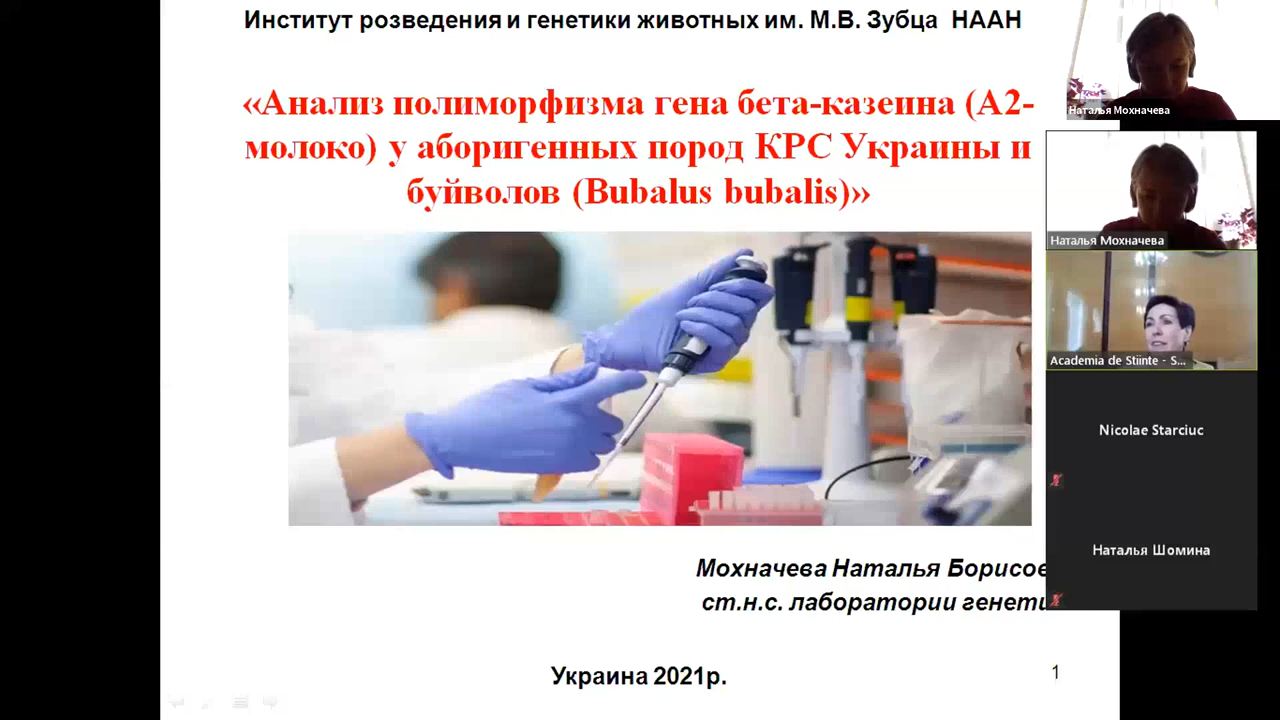 Институт розведения и генетики животных им. М.В. Зубца НААН
«Анализ полиморфизма гена бета-казеина (А2-
молоко) у аборигенных пород КРС Украины и
буйволов (Bubalus bubalis)»
Мохначева Наталья Борисов
ст.н.с. лаборатории генети
Украина 2021р.
1
Наталья Мохначева
Наталья Мохначева
Academia de Stiinte - S...
Nicolae Starciuc
Наталья Шомина